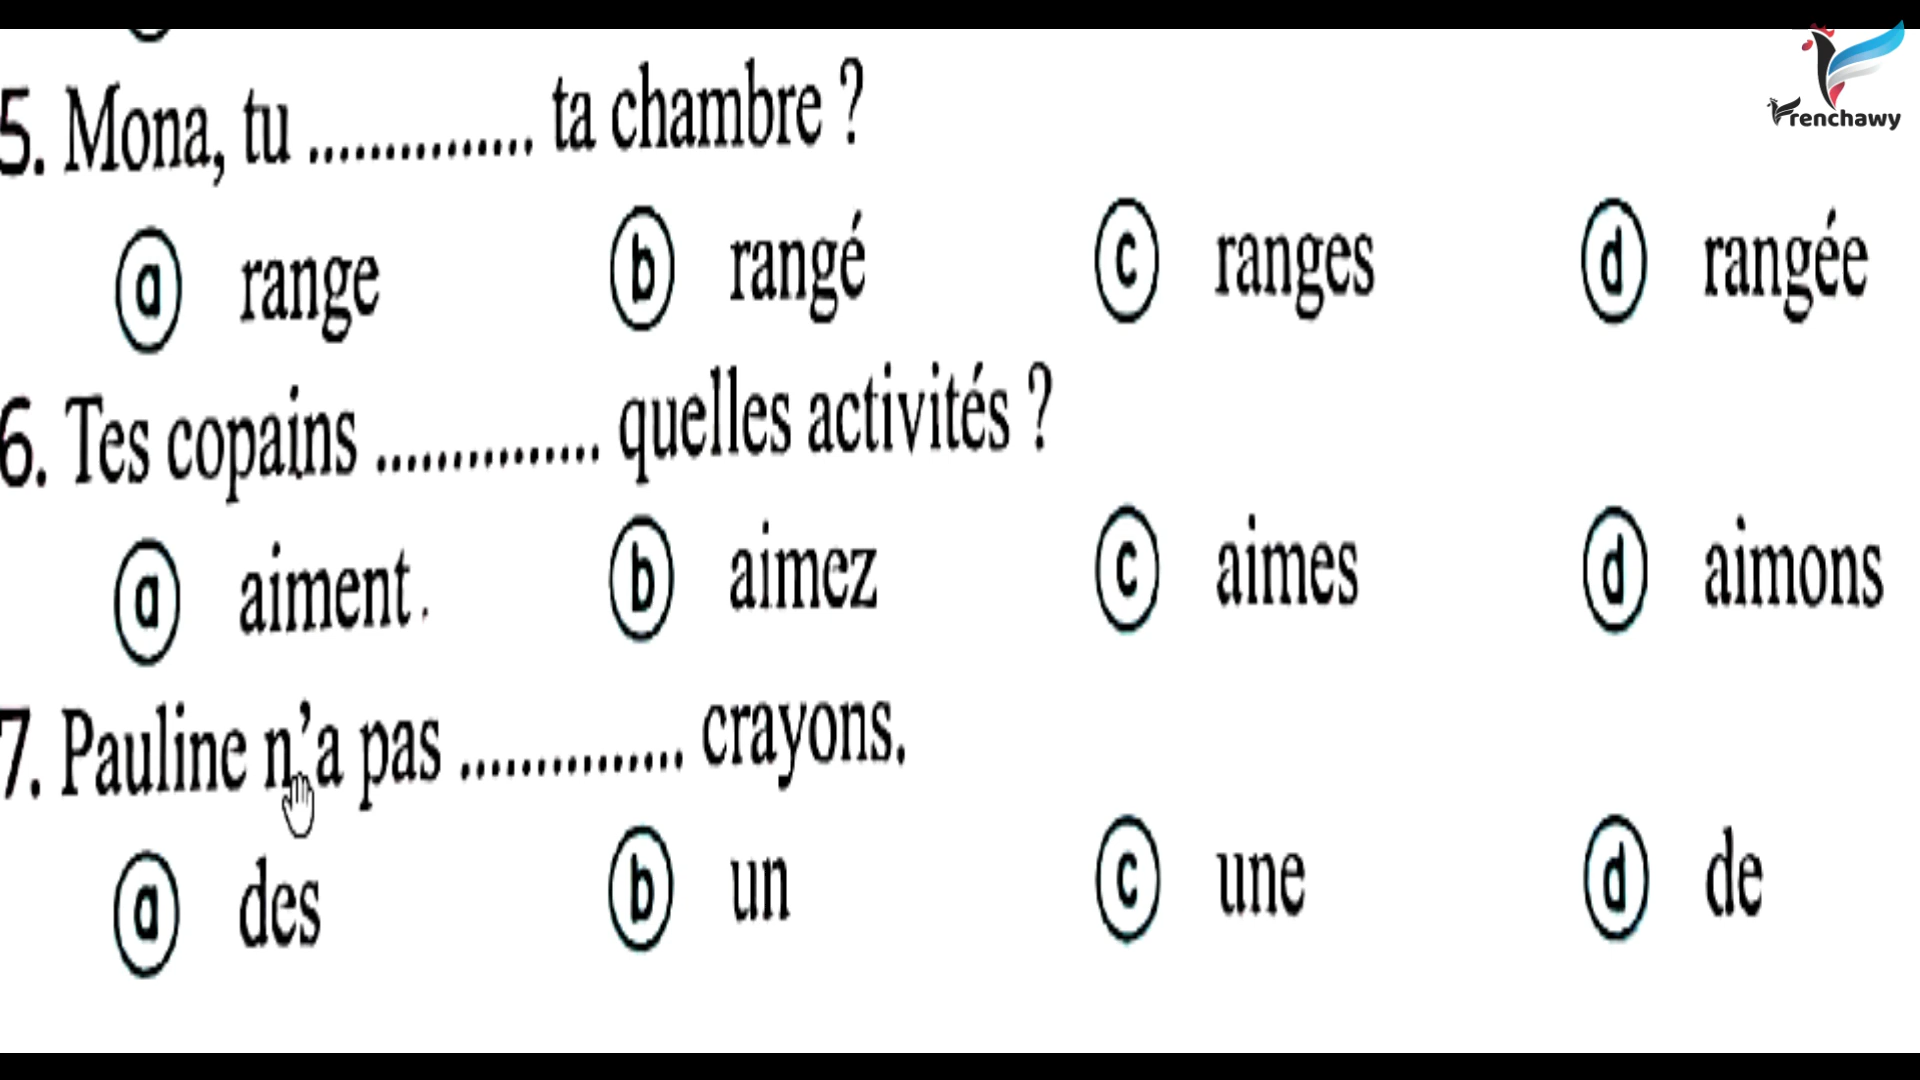 Frenchawy
5. Mona, tu ............... ta chambre ?
a range b rangé c ranges d rangée
6. Tes copains ............... quelles activités ?
a aiment b aimez c aimes d aimons
7. Pauline n'a pas ............... crayons.
a des b un c une d de